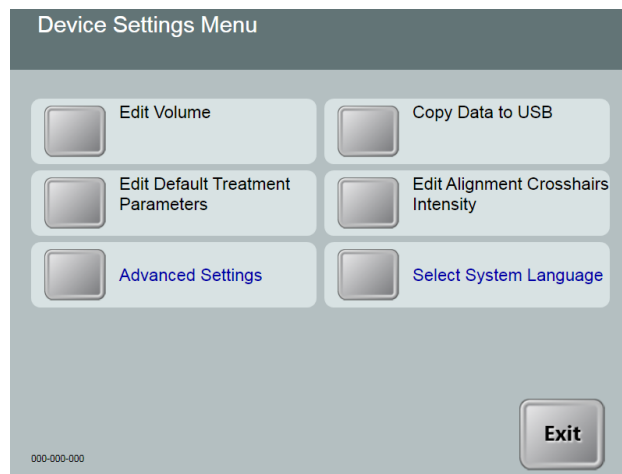 Device Settings Menu
Edit Volume
Copy Data to USB
Edit Default Treatment
Parameters
Edit Alignment Crosshairs
Intensity
Advanced Settings
Select System Language
Exit
000-000-000